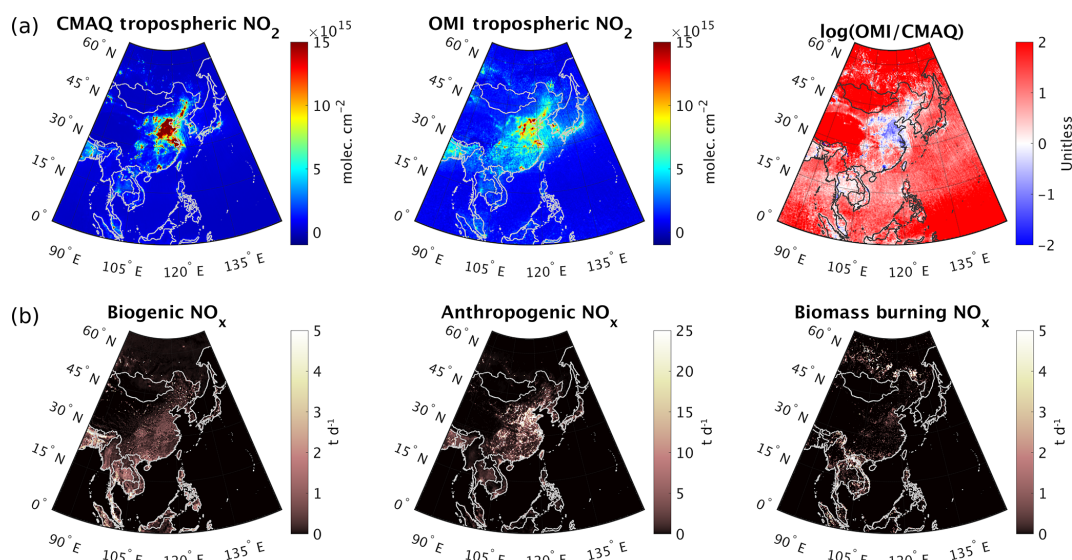 (a)
CMAQ tropospheric NO2
60° N
45° N
30° N
15° N
0°
90° E
105° E
120° E
135° E
×10^15
15
10
5
0
molec. cm-2
OMI tropospheric NO2
60° N
45° N
30° N
15° N
0°
90° E
105° E
120° E
135° E
×10^15
15
10
5
0
molec. cm-2
log(OMI/CMAQ)
60° N
45° N
30° N
15° N
0°
90° E
105° E
120° E
135° E
2
1
0
-1
-2
Unitless
(b)
Biogenic NOx
60° N
45° N
30° N
15° N
0°
90° E
105° E
120° E
135° E
5
4
3
2
1
0
t d-1
Anthropogenic NOx
60° N
45° N
30° N
15° N
0°
90° E
105° E
120° E
135° E
25
20
15
10
5
0
t d-1
Biomass burning NOx
60° N
45° N
30° N
15° N
0°
90° E
105° E
120° E
135° E
5
4
3
2
1
0
t d-1